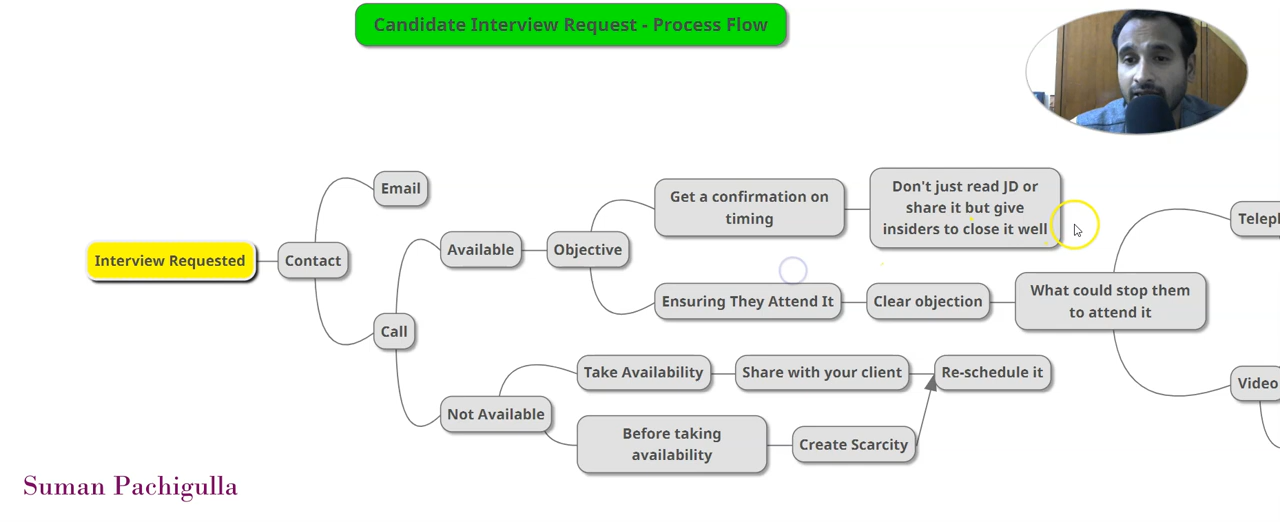 Candidate Interview Request - Process Flow
Interview Requested
Contact
Email
Call
Available
Objective
Get a confirmation on
timing
Don't just read JD or
share it but give
insiders to close it well
Ensuring They Attend It
Clear objection
What could stop them
to attend it
Video
Not Available
Take Availability
Share with your client
Re-schedule it
Before taking
availability
Create Scarcity
Suman Pachigulla